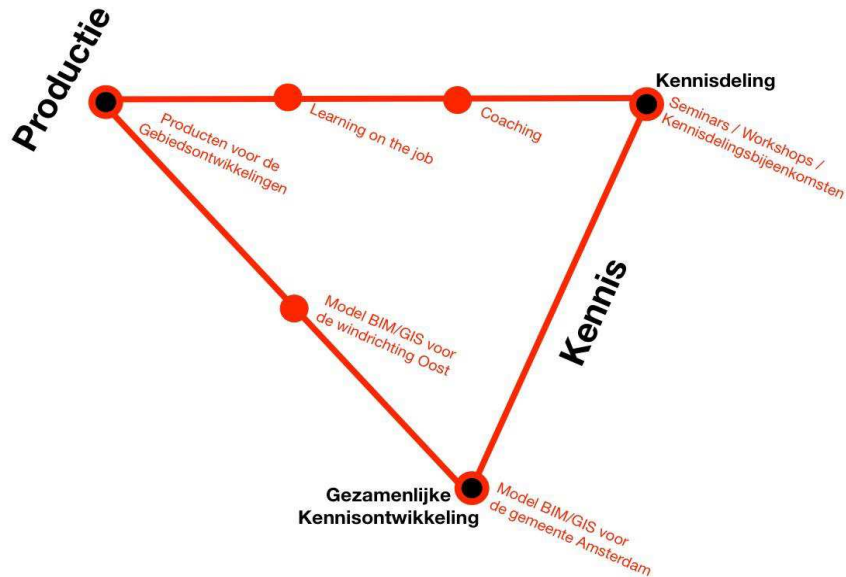 Productie
Producten voor de
Gebiedsontwikkelingen
Learning on the job
Coaching
Kennisdeling
Seminars / Workshops /
Kennisdelingsbijeenkomsten
Kennis
Model BIM/GIS voor
de windrichting Oost
Gezamenlijke
Kennisontwikkeling
Model BIM/GIS voor
de gemeente Amsterdam